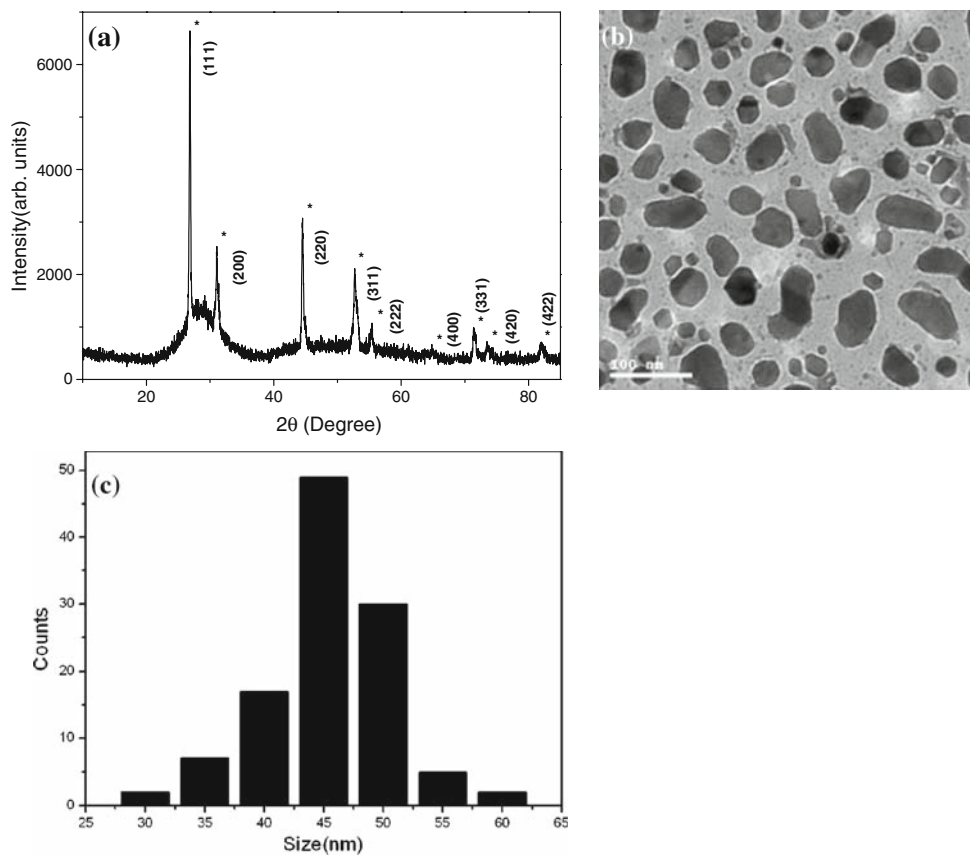 (a)
Intensity(arb. units)
6000
4000
2000
0
* (111)
* (200)
* (220)
* (311)
* (222)
* (400)
* (331)
* (420)
* (422)
20 40 60 80
2θ (Degree)
(b)
100 nm
(c)
Counts
50
40
30
20
10
0
25 30 35 40 45 50 55 60 65
Size(nm)